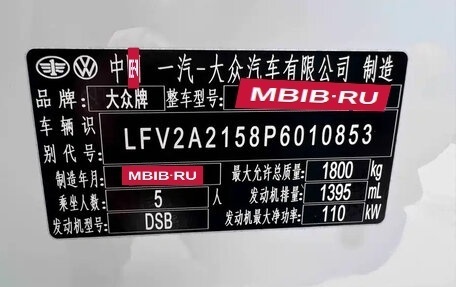 中国 一汽-大众汽车有限公司 制造
品牌: 大众牌 整车型号: MBIB·RU
车辆识别代号: LFV2A2158P6010853
制造年月: MBIB·RU 最大允许总质量: 1800 kg
乘坐人数: 5 人 发动机排量: 1395 mL
发动机型号: DSB 发动机最大净功率: 110 kW